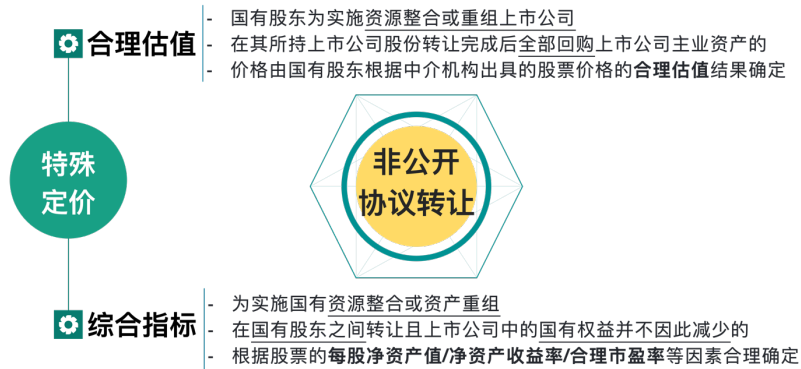 合理估值
- 国有股东为实施资源整合或重组上市公司
- 在其所持上市公司股份转让完成后全部回购上市公司主业资产的
- 价格由国有股东根据中介机构出具的股票价格的合理估值结果确定
特殊
定价
非公开
协议转让
综合指标
- 为实施国有资源整合或资产重组
- 在国有股东之间转让且上市公司中的国有权益并不因此减少的
- 根据股票的每股净资产值/净资产收益率/合理市盈率等因素合理确定